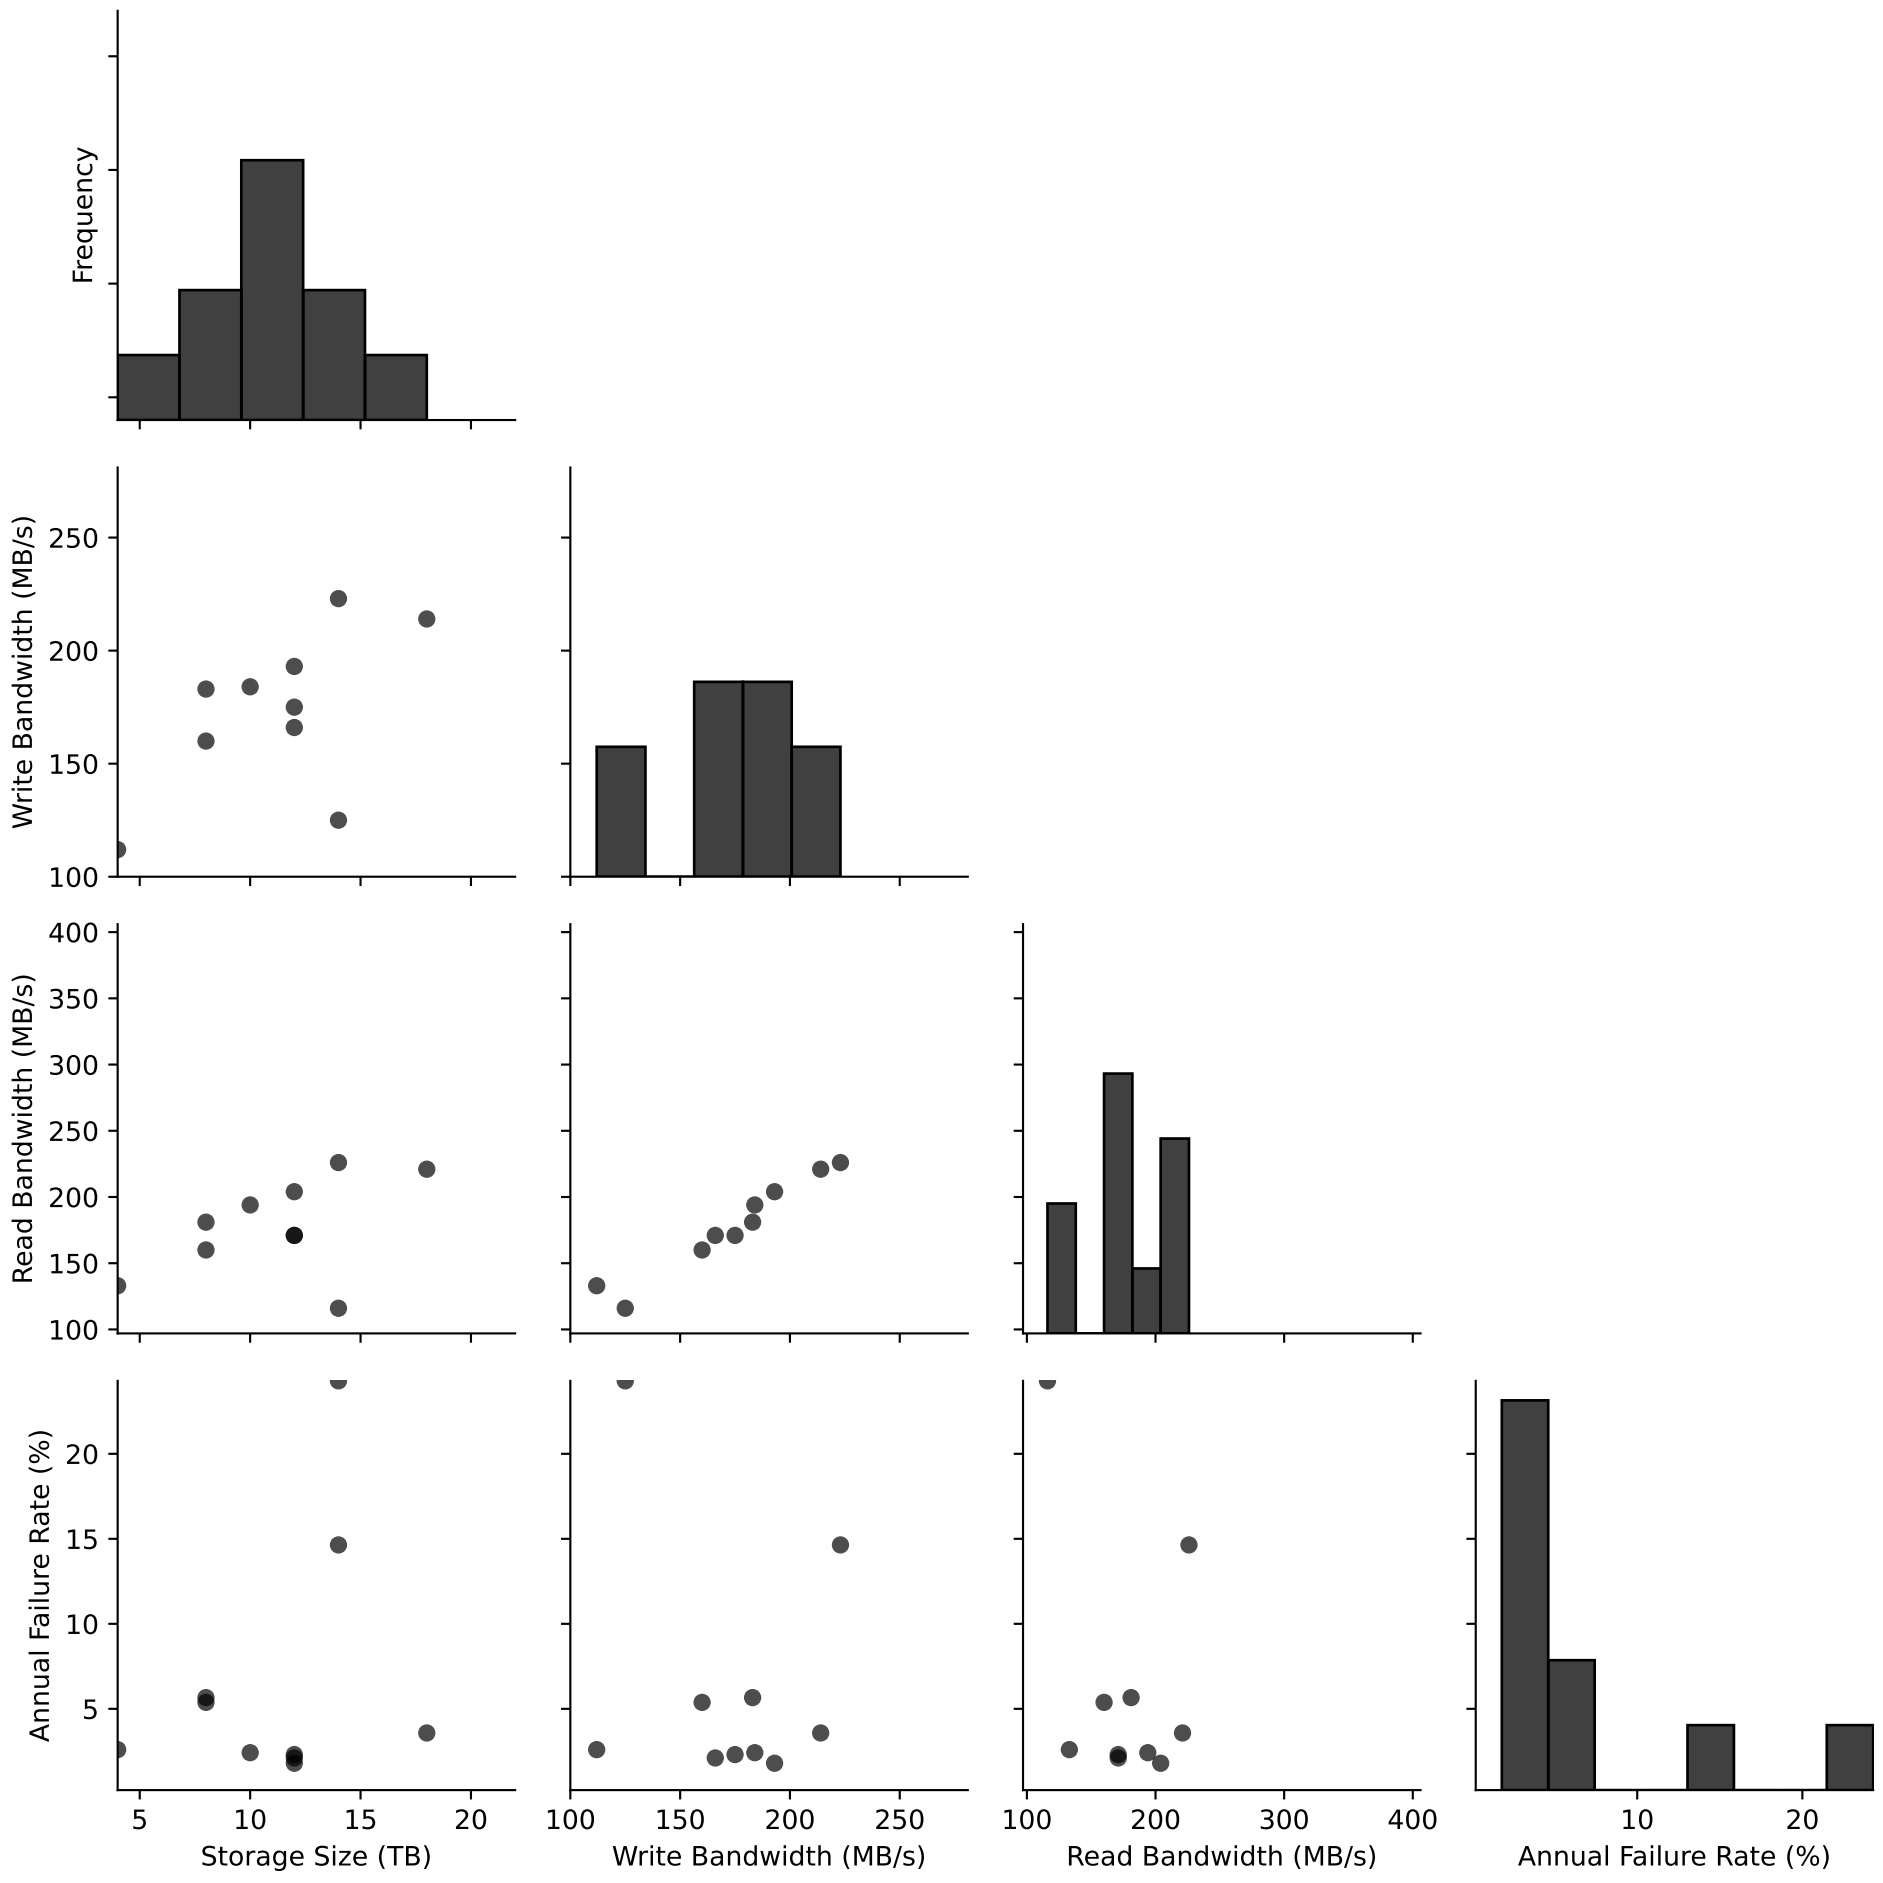 Frequency
Write Bandwidth (MB/s)
250
200
150
100
Read Bandwidth (MB/s)
400
350
300
250
200
150
100
Annual Failure Rate (%)
20
15
10
5
5 10 15 20
100 150 200 250
100 200 300 400
10 20
Storage Size (TB)
Write Bandwidth (MB/s)
Read Bandwidth (MB/s)
Annual Failure Rate (%)